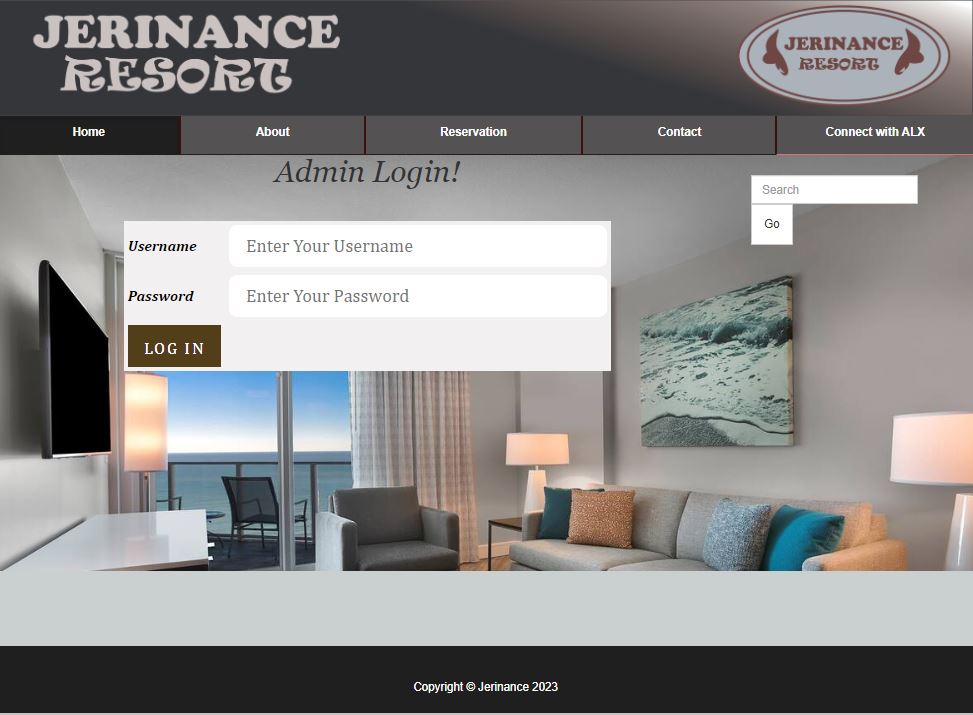 JERINANCE
RESORT
JERINANCE
RESORT
Home About Reservation Contact Connect with ALX
Admin Login!
Search
Go
Username Enter Your Username
Password Enter Your Password
LOG IN
Copyright © Jerinance 2023